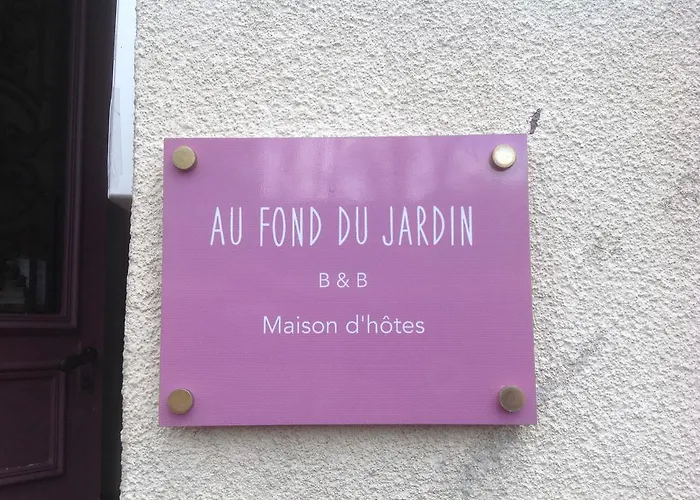 AU FOND DU JARDIN
B & B
Maison d'hôtes